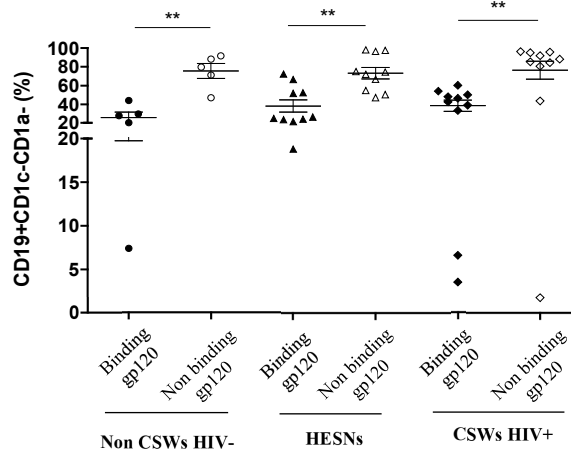 ** ** **
CD19+CD1c-CD1a- (%)
100
80
60
40
20
20
15
10
5
0
Binding
gp120
Non binding
gp120
Binding
gp120
Non binding
gp120
Binding
gp120
Non binding
gp120
Non CSWs HIV- HESNs CSWs HIV+